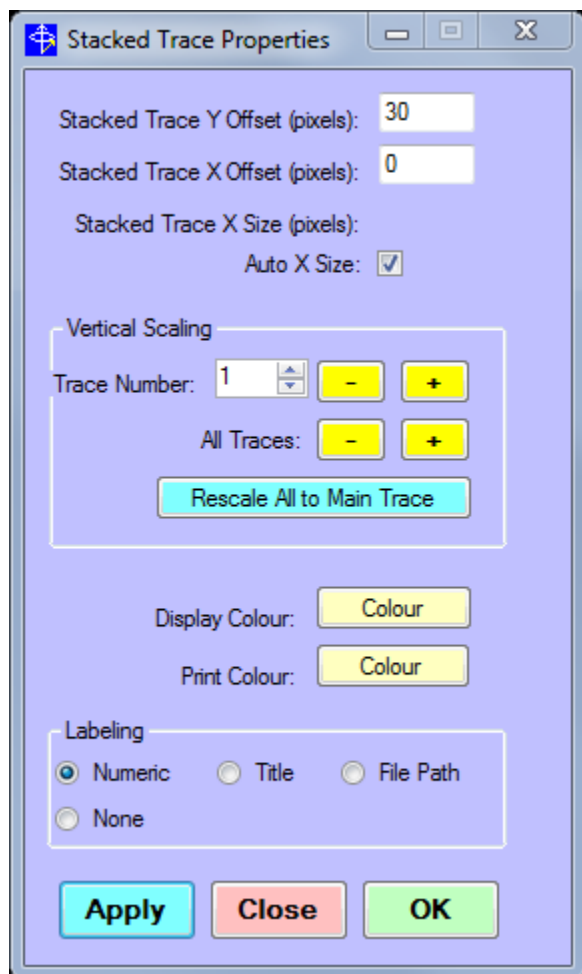 Stacked Trace Properties
Stacked Trace Y Offset (pixels): 30
Stacked Trace X Offset (pixels): 0
Stacked Trace X Size (pixels):
Auto X Size:
Vertical Scaling
Trace Number: 1 - +
All Traces: - +
Rescale All to Main Trace
Display Colour: Colour
Print Colour: Colour
Labeling
Numeric Title File Path
None
Apply Close OK